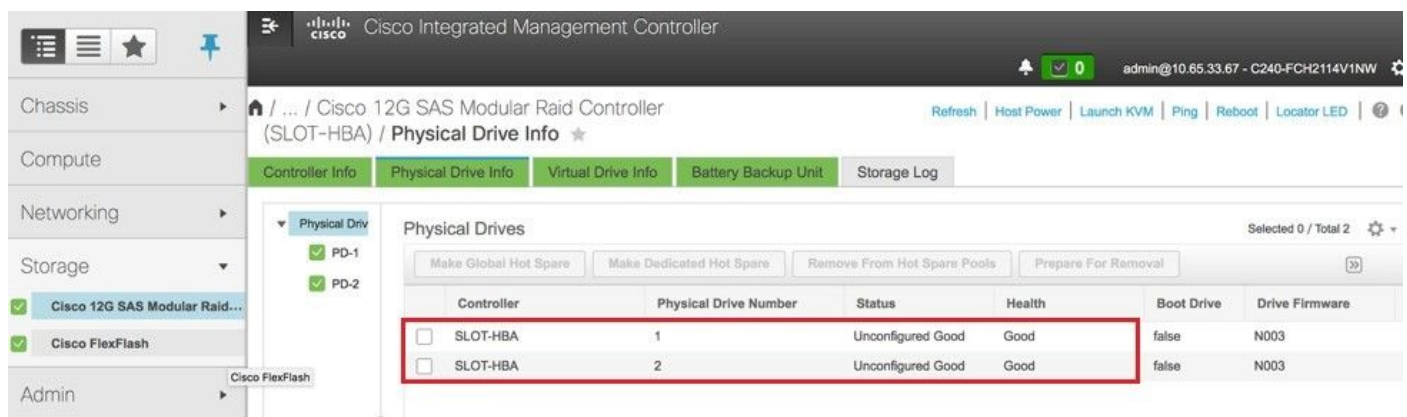 cisco Cisco Integrated Management Controller
0 admin@10.65.33.67 - C240-FCH2114V1NW
Chassis
Compute
Networking
Storage
Cisco 12G SAS Modular Raid...
Cisco FlexFlash
Cisco FlexFlash
Admin
/ ... / Cisco 12G SAS Modular Raid Controller
(SLOT-HBA) / Physical Drive Info
Refresh | Host Power | Launch KVM | Ping | Reboot | Locator LED |
Controller Info Physical Drive Info Virtual Drive Info Battery Backup Unit Storage Log
Physical Driv
PD-1
PD-2
Physical Drives Selected 0 / Total 2
Make Global Hot Spare Make Dedicated Hot Spare Remove From Hot Spare Pools Prepare For Removal
Controller Physical Drive Number Status Health Boot Drive Drive Firmware
SLOT-HBA 1 Unconfigured Good Good false N003
SLOT-HBA 2 Unconfigured Good Good false N003